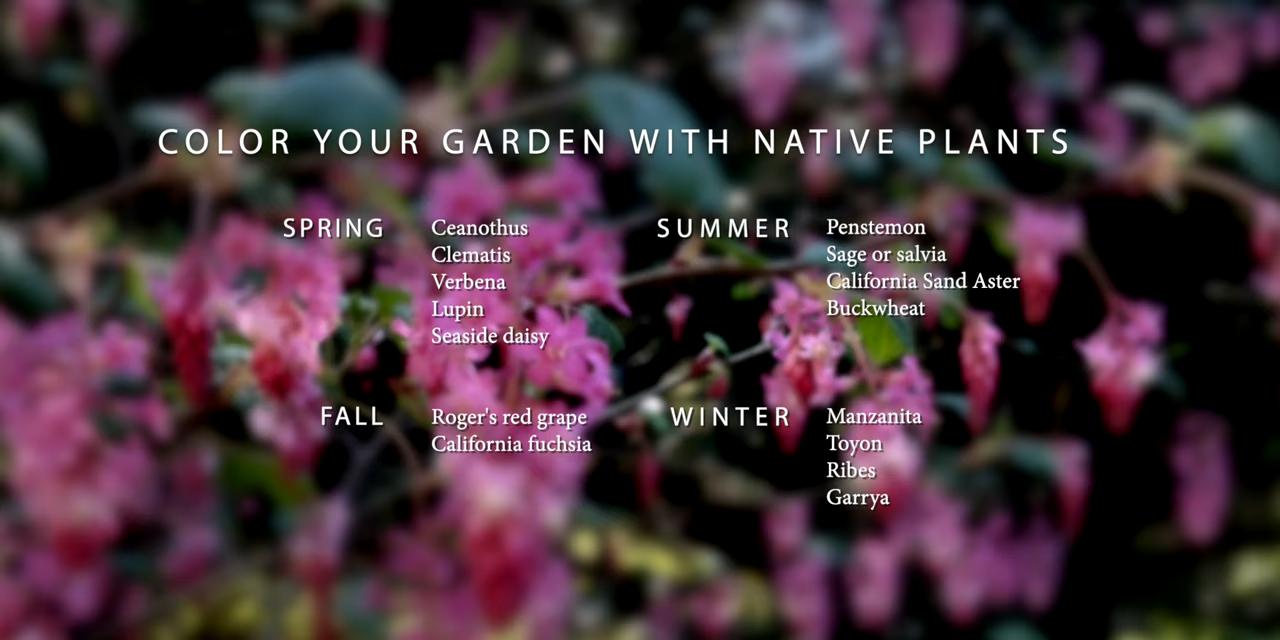 COLOR YOUR GARDEN WITH NATIVE PLANTS
SPRING
Ceanothus
Clematis
Verbena
Lupin
Seaside daisy
SUMMER
Penstemon
Sage or salvia
California Sand Aster
Buckwheat
FALL
Roger's red grape
California fuchsia
WINTER
Manzanita
Toyon
Ribes
Garrya